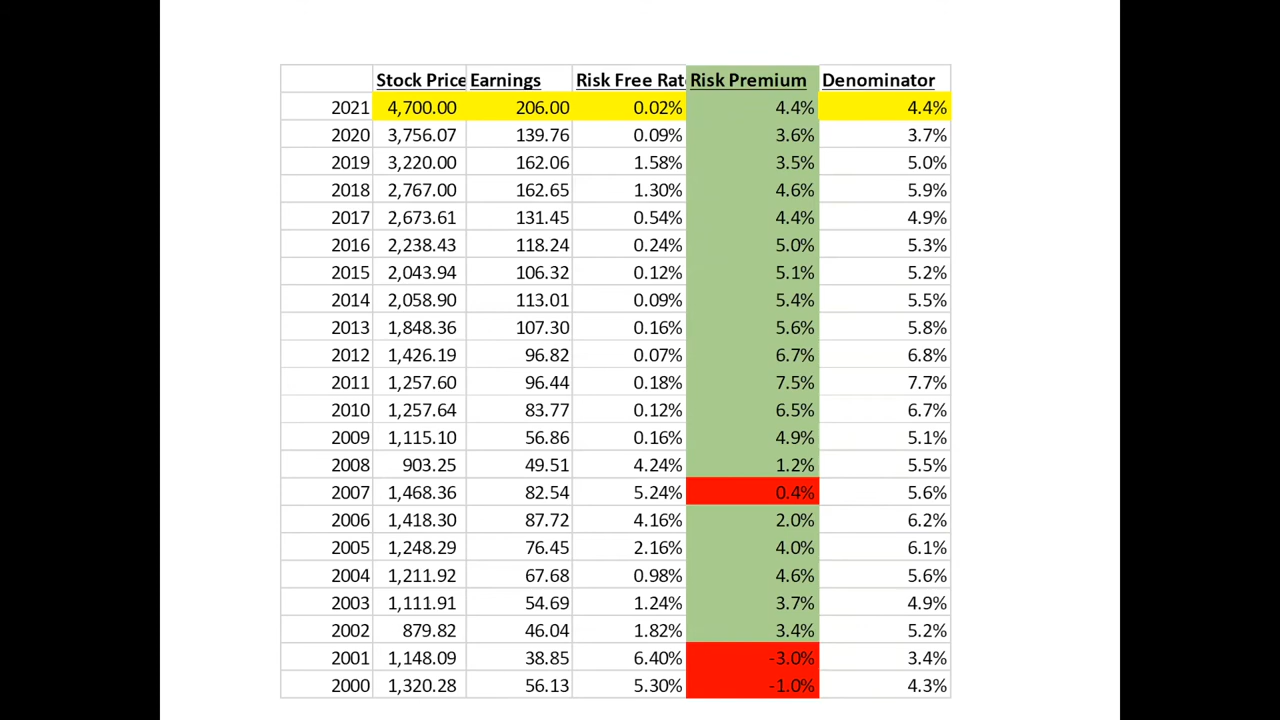 Stock Price Earnings Risk Free Rat Risk Premium Denominator
2021 4,700.00 206.00 0.02% 4.4% 4.4%
2020 3,756.07 139.76 0.09% 3.6% 3.7%
2019 3,220.00 162.06 1.58% 3.5% 5.0%
2018 2,767.00 162.65 1.30% 4.6% 5.9%
2017 2,673.61 131.45 0.54% 4.4% 4.9%
2016 2,238.43 118.24 0.24% 5.0% 5.3%
2015 2,043.94 106.32 0.12% 5.1% 5.2%
2014 2,058.90 113.01 0.09% 5.4% 5.5%
2013 1,848.36 107.30 0.16% 5.6% 5.8%
2012 1,426.19 96.82 0.07% 6.7% 6.8%
2011 1,257.60 96.44 0.18% 7.5% 7.7%
2010 1,257.64 83.77 0.12% 6.5% 6.7%
2009 1,115.10 56.86 0.16% 4.9% 5.1%
2008 903.25 49.51 4.24% 1.2% 5.5%
2007 1,468.36 82.54 5.24% 0.4% 5.6%
2006 1,418.30 87.72 4.16% 2.0% 6.2%
2005 1,248.29 76.45 2.16% 4.0% 6.1%
2004 1,211.92 67.68 0.98% 4.6% 5.6%
2003 1,111.91 54.69 1.24% 3.7% 4.9%
2002 879.82 46.04 1.82% 3.4% 5.2%
2001 1,148.09 38.85 6.40% -3.0% 3.4%
2000 1,320.28 56.13 5.30% -1.0% 4.3%